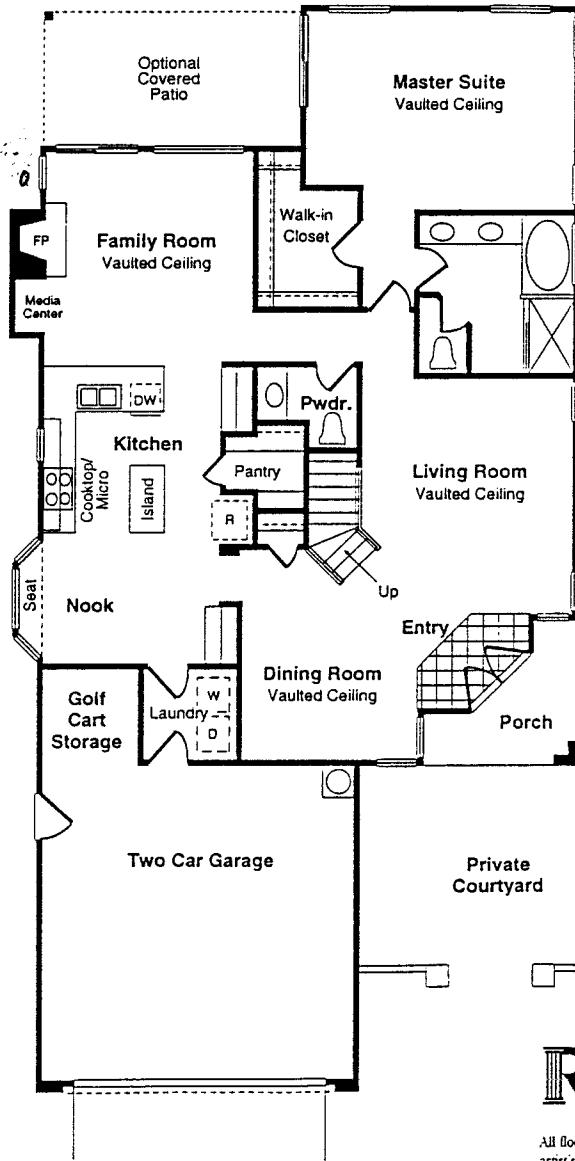 Optional
Covered
Patio
Master Suite
Vaulted Ceiling
Walk-in
Closet
FP
Family Room
Vaulted Ceiling
Media
Center
DW
Pwdr.
Kitchen
Cooktop/
Micro
Island
Pantry
R
Living Room
Vaulted Ceiling
Seat
Nook
Up
Entry
Dining Room
Vaulted Ceiling
Golf
Cart
Storage
Laundry
W
D
Porch
Two Car Garage
Private
Courtyard
All